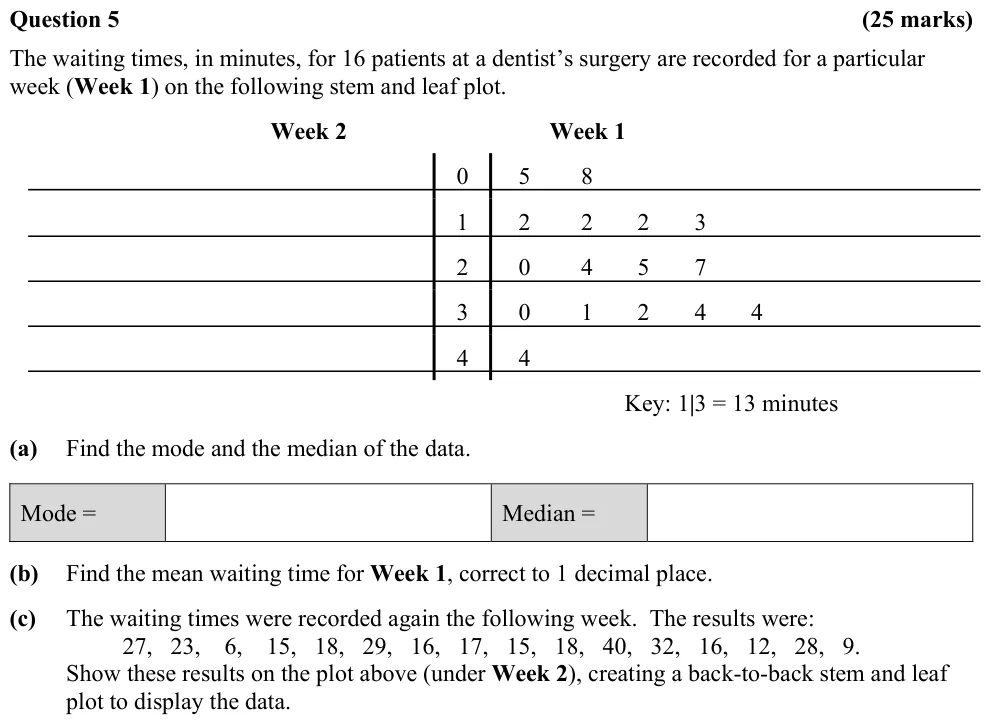 Question 5 (25 marks)
The waiting times, in minutes, for 16 patients at a dentist’s surgery are recorded for a particular
week (Week 1) on the following stem and leaf plot.
Week 2 Week 1
0 5 8
1 2 2 2 3
2 0 4 5 7
3 0 1 2 4 4
4 4
Key: 1|3 = 13 minutes
(a) Find the mode and the median of the data.
Mode = Median =
(b) Find the mean waiting time for Week 1, correct to 1 decimal place.
(c) The waiting times were recorded again the following week. The results were:
27, 23, 6, 15, 18, 29, 16, 17, 15, 18, 40, 32, 16, 12, 28, 9.
Show these results on the plot above (under Week 2), creating a back-to-back stem and leaf
plot to display the data.